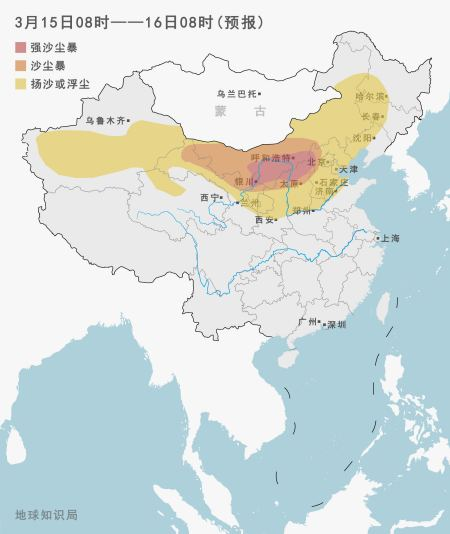 3月15日08时——16日08时(预报)
强沙尘暴
沙尘暴
扬沙或浮尘
乌兰巴托
蒙 古
哈尔滨
乌鲁木齐
长春
沈阳
呼和浩特
北京
天津
银川
太原
石家庄
济南
西宁
兰州
西安
郑州
上海
广州
深圳
地球知识局